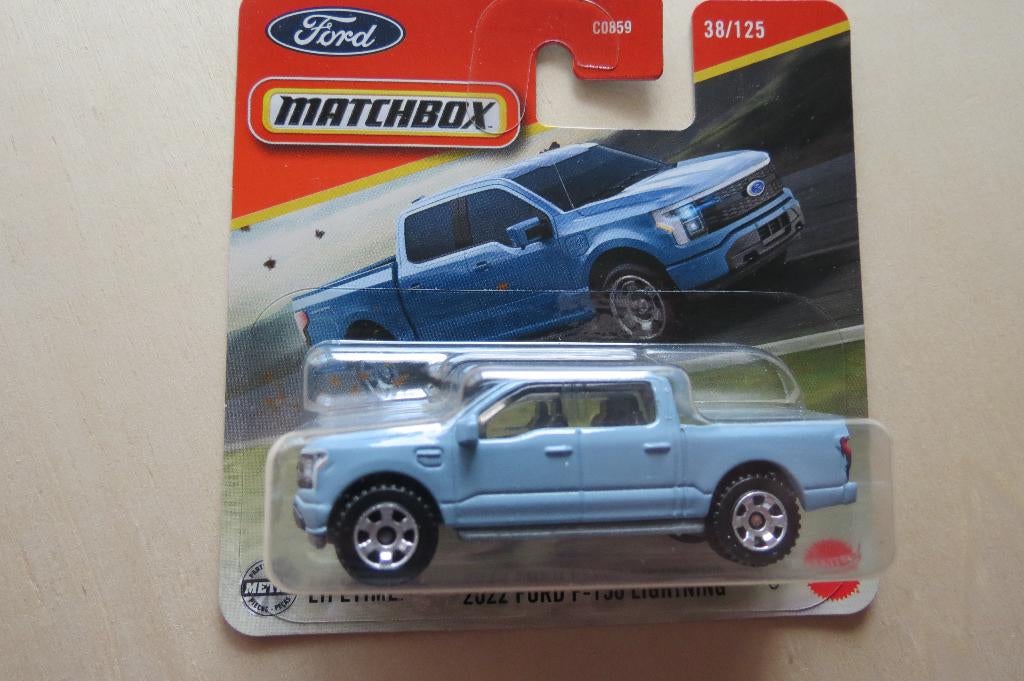 Ford
C0859
38/125
MATCHBOX
2022 FORD F-150 LIGHTNING